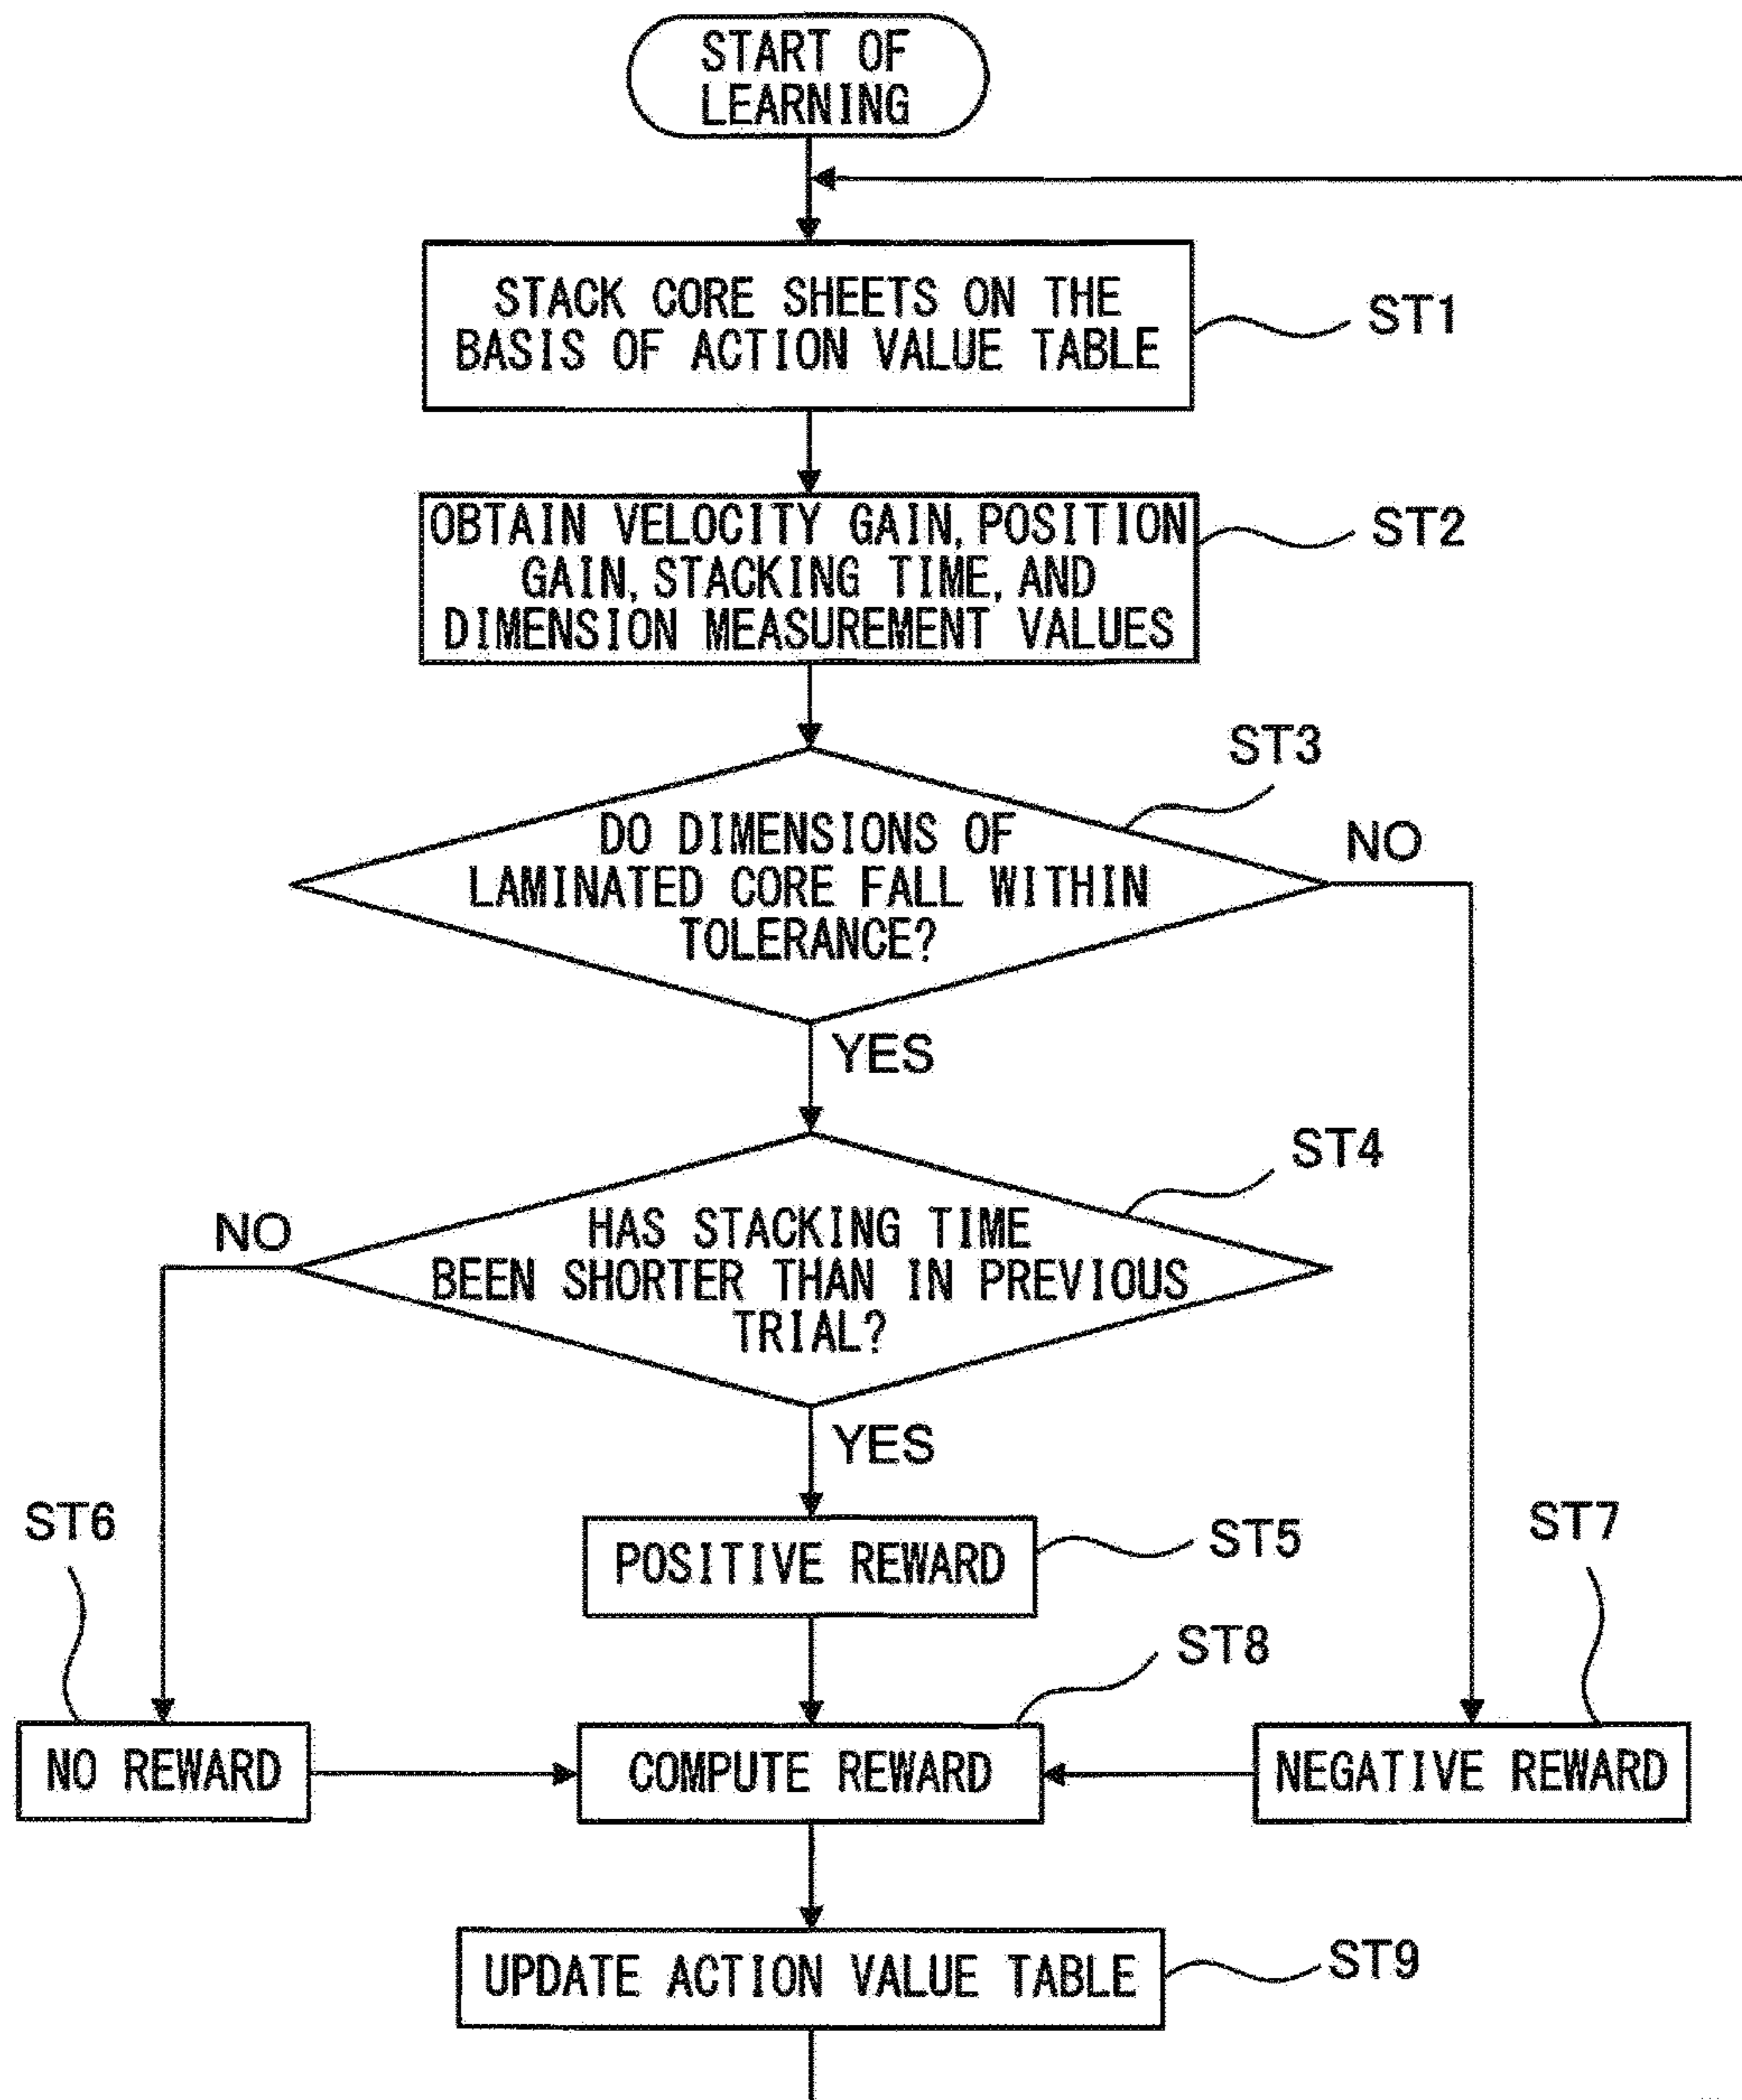 START OF
LEARNING
STACK CORE SHEETS ON THE
BASIS OF ACTION VALUE TABLE
ST1
OBTAIN VELOCITY GAIN, POSITION
GAIN, STACKING TIME, AND
DIMENSION MEASUREMENT VALUES
ST2
ST3
DO DIMENSIONS OF
LAMINATED CORE FALL WITHIN
TOLERANCE?
NO
YES
ST4
NO
HAS STACKING TIME
BEEN SHORTER THAN IN PREVIOUS
TRIAL?
YES
ST6
POSITIVE REWARD
ST5
ST7
ST8
NO REWARD
COMPUTE REWARD
NEGATIVE REWARD
UPDATE ACTION VALUE TABLE
ST9